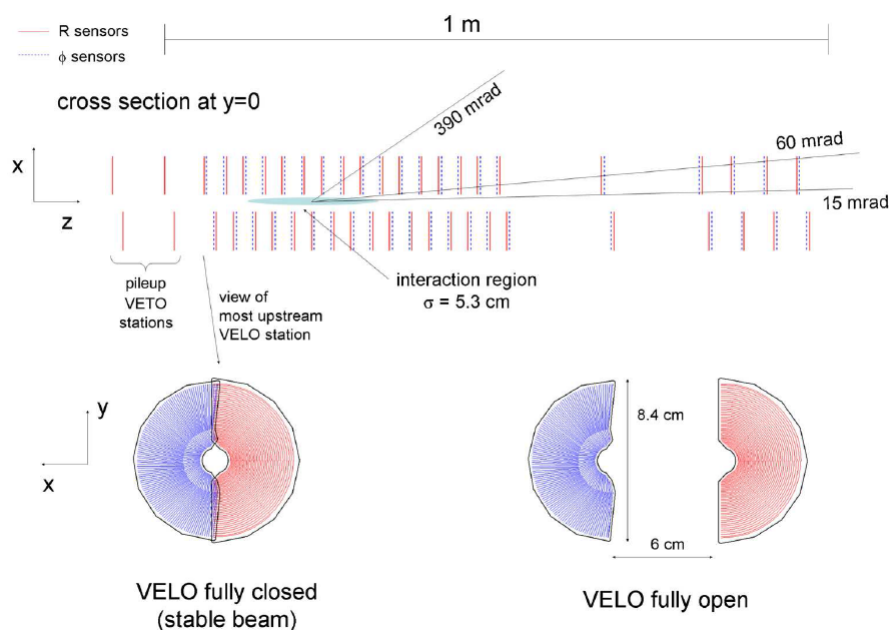 1 m
R sensors
ϕ sensors
cross section at y=0
390 mrad
60 mrad
x
15 mrad
z
interaction region
σ = 5.3 cm
pileup
VETO
stations
view of
most upstream
VELO station
y
x
8.4 cm
6 cm
VELO fully closed
(stable beam)
VELO fully open